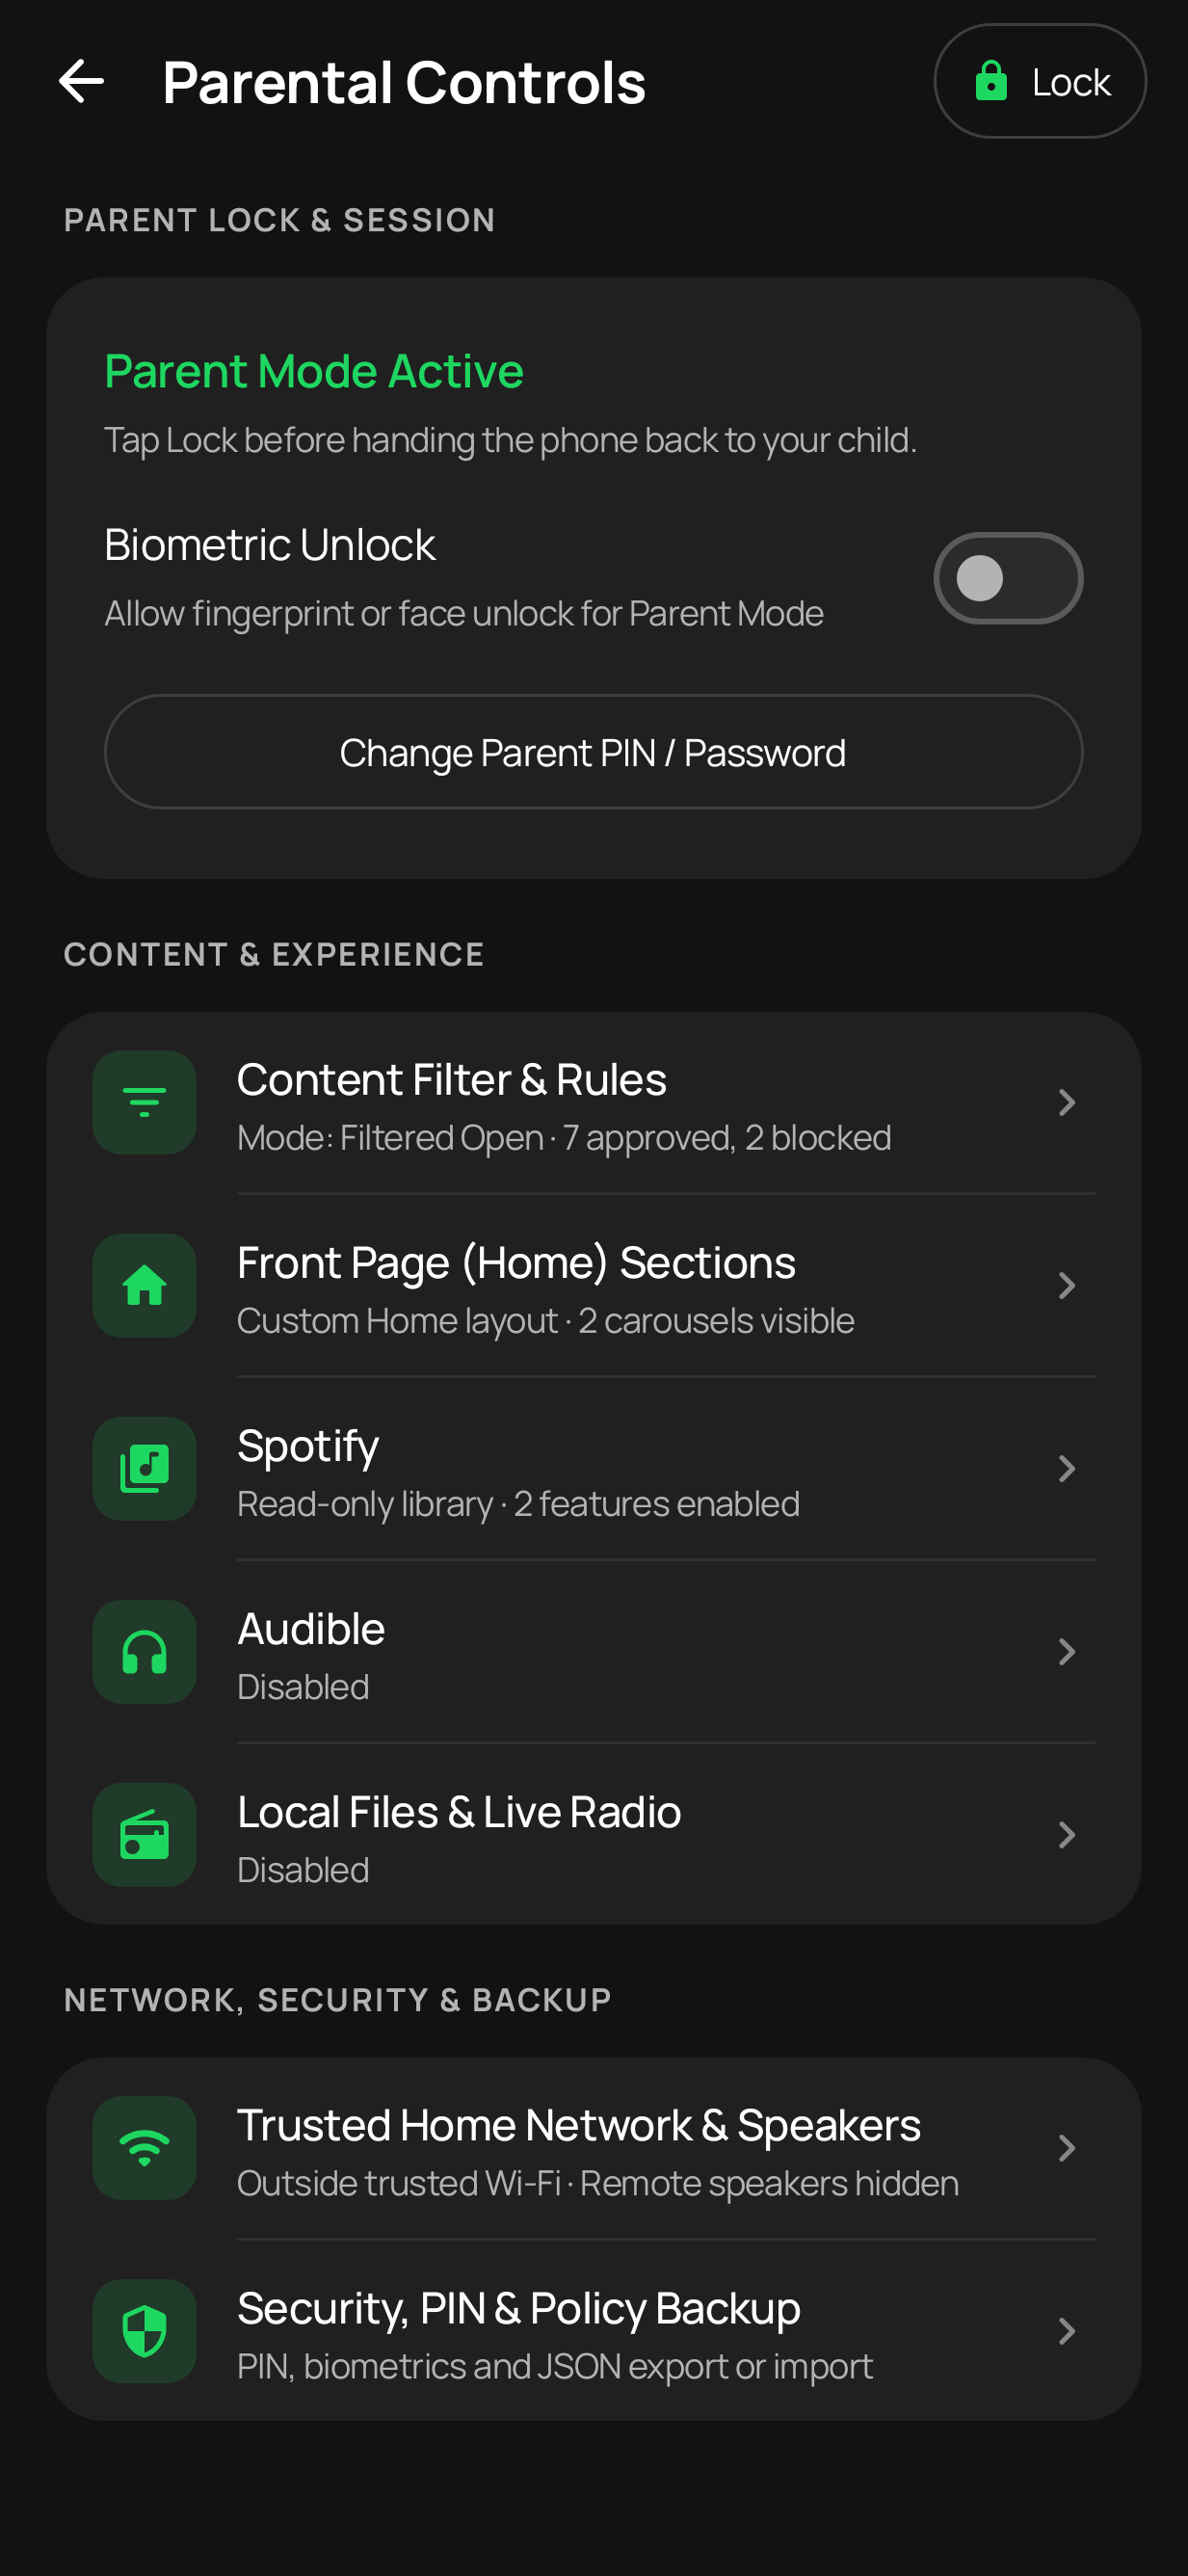 Parental Controls
Lock
PARENT LOCK & SESSION
Parent Mode Active
Tap Lock before handing the phone back to your child.
Biometric Unlock
Allow fingerprint or face unlock for Parent Mode
Change Parent PIN / Password
CONTENT & EXPERIENCE
Content Filter & Rules
Mode: Filtered Open · 7 approved, 2 blocked
Front Page (Home) Sections
Custom Home layout · 2 carousels visible
Spotify
Read-only library · 2 features enabled
Audible
Disabled
Local Files & Live Radio
Disabled
NETWORK, SECURITY & BACKUP
Trusted Home Network & Speakers
Outside trusted Wi-Fi · Remote speakers hidden
Security, PIN & Policy Backup
PIN, biometrics and JSON export or import